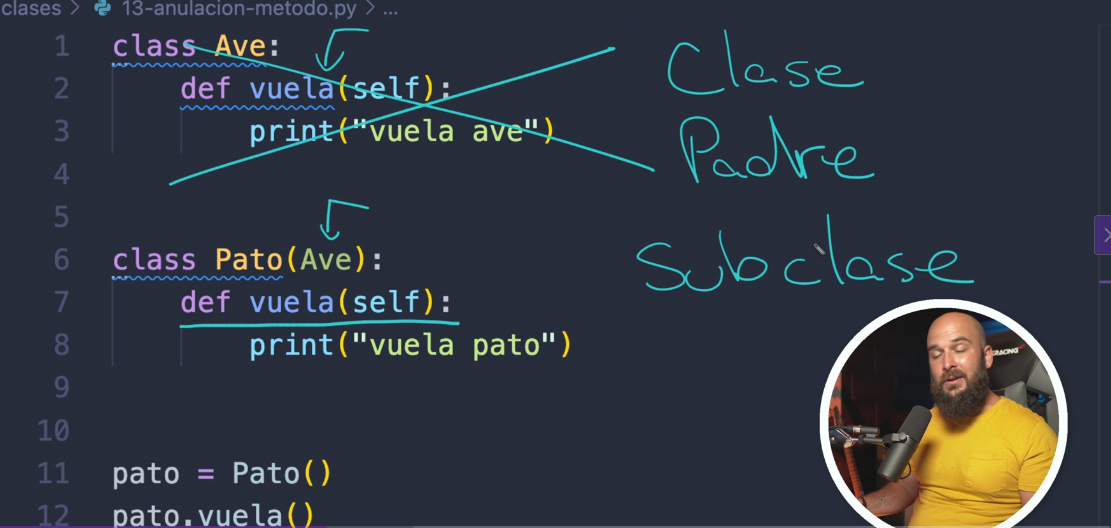 clases > 13-anulacion-metodo.py > ...
1 class Ave:
2 def vuela(self):
3 print("vuela ave")
4
5
6 class Pato(Ave):
7 def vuela(self):
8 print("vuela pato")
9
10
11 pato = Pato()
12 pato.vuela()
Clase
Padre
Subclase
RACING